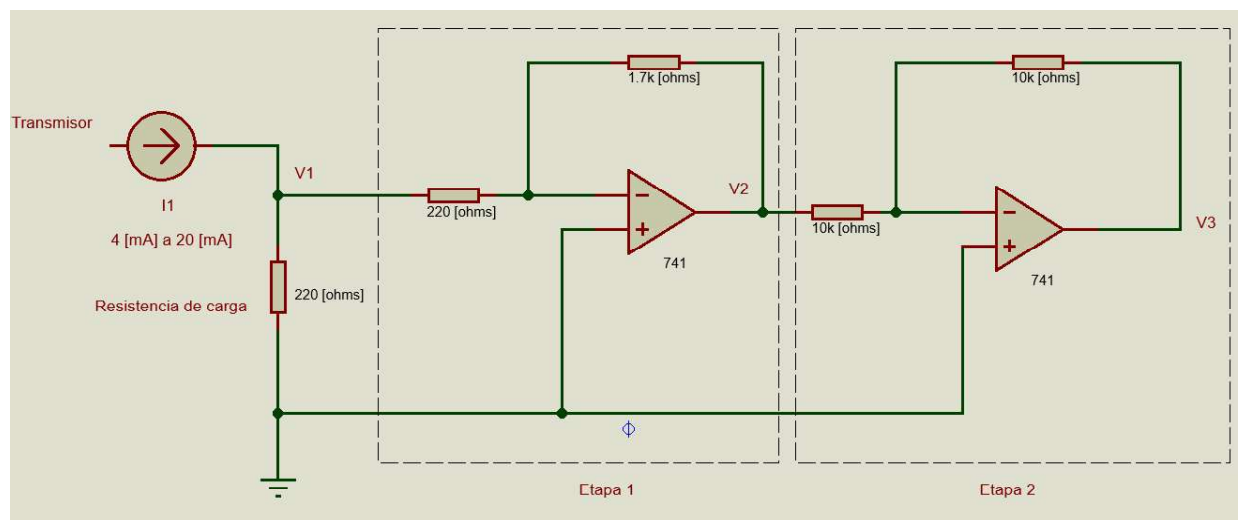 Transmisor
I1
4 [mA] a 20 [mA]
Resistencia de carga
220 [ohms]
V1
220 [ohms]
1.7k [ohms]
741
V2
Etapa 1
10k [ohms]
10k [ohms]
741
V3
Etapa 2